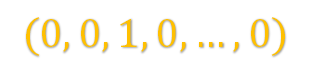 (0, 0, 1, 0, … , 0)